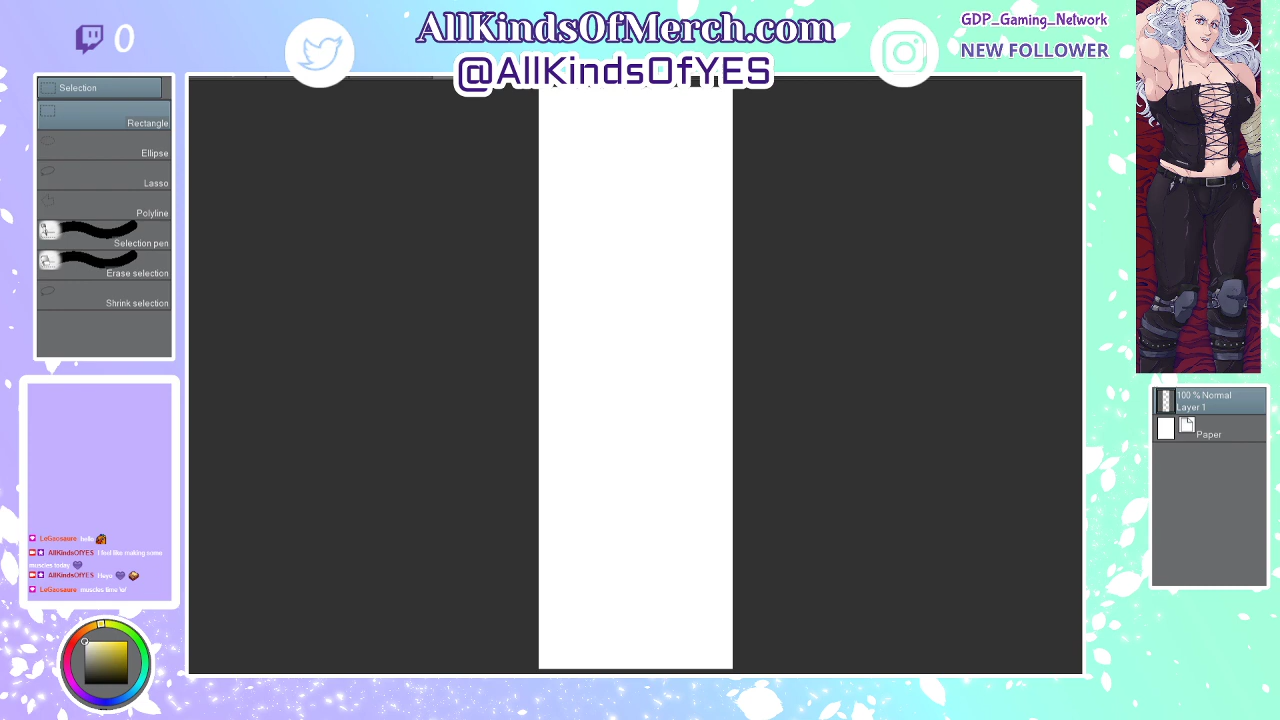 0
AllKindsOfMerch.com
@AllKindsOfYES
GDP_Gaming_Network
NEW FOLLOWER
Selection
Rectangle
Ellipse
Lasso
Polyline
Selection pen
Erase selection
Shrink selection
100 % Normal
Layer 1
Paper
LeGaosaure hello
AllKindsOfYES I feel like making some
muscles today
AllKindsOfYES Heya
LeGaosaure muscles time \o/